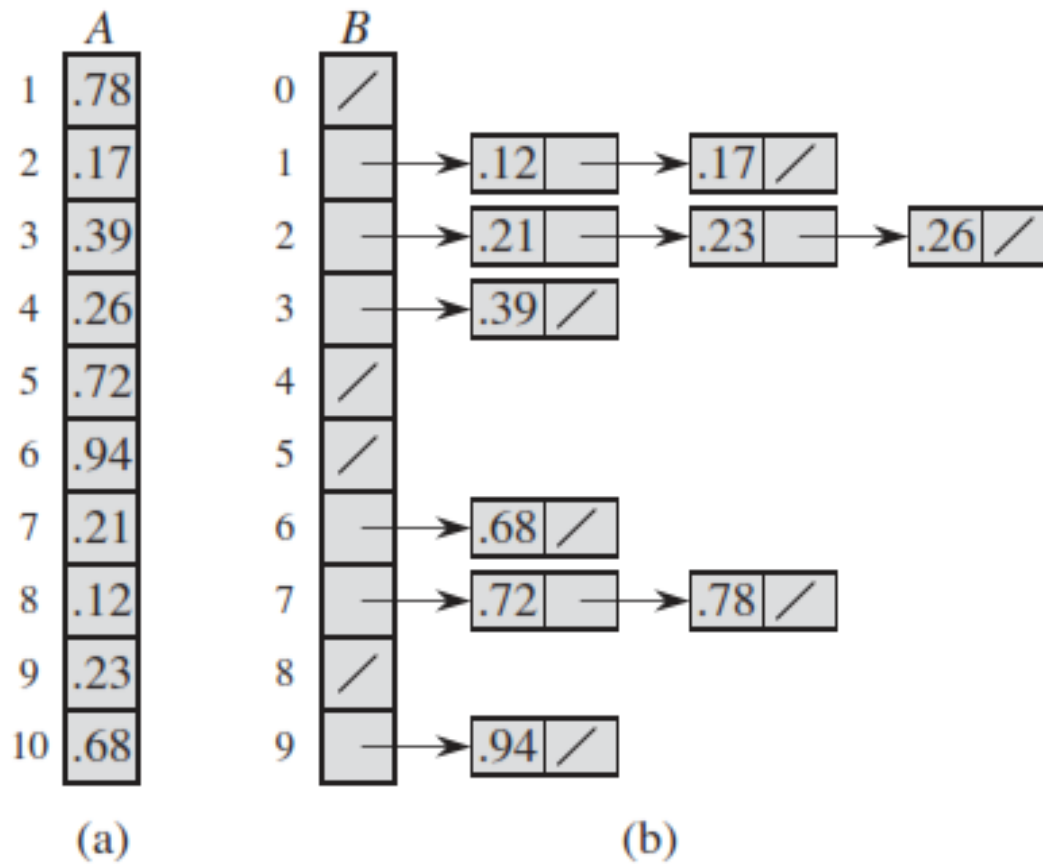 A B
1 .78 0
2 .17 1 .12 .17
3 .39 2 .21 .23 .26
4 .26 3 .39
5 .72 4
6 .94 5
7 .21 6 .68
8 .12 7 .72 .78
9 .23 8
10 .68 9 .94
(a) (b)